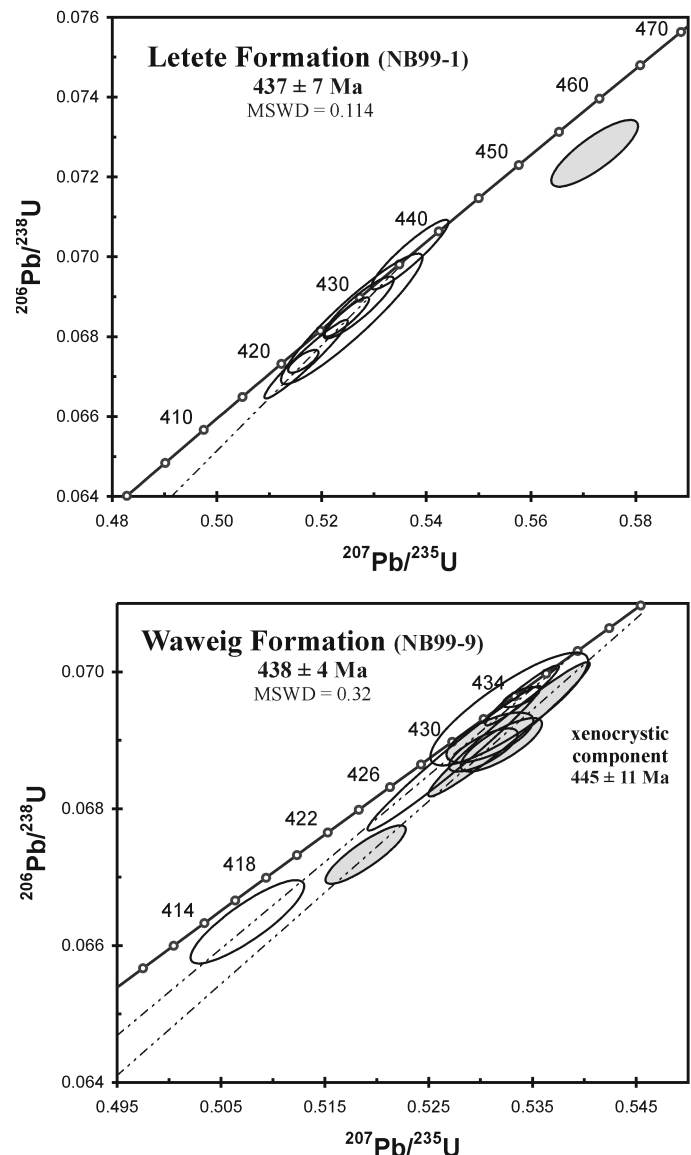 0.076
0.074
0.072
0.070
0.068
0.066
0.064
206Pb/238U
Letete Formation (NB99-1)
437 ± 7 Ma
MSWD = 0.114
470
460
450
440
430
420
410
0.48
0.50
0.52
0.54
0.56
0.58
207Pb/235U
Waweig Formation (NB99-9)
438 ± 4 Ma
MSWD = 0.32
0.070
0.068
0.066
0.064
206Pb/238U
434
430
426
422
418
414
xenocrystic
component
445 ± 11 Ma
0.495
0.505
0.515
0.525
0.535
0.545
207Pb/235U